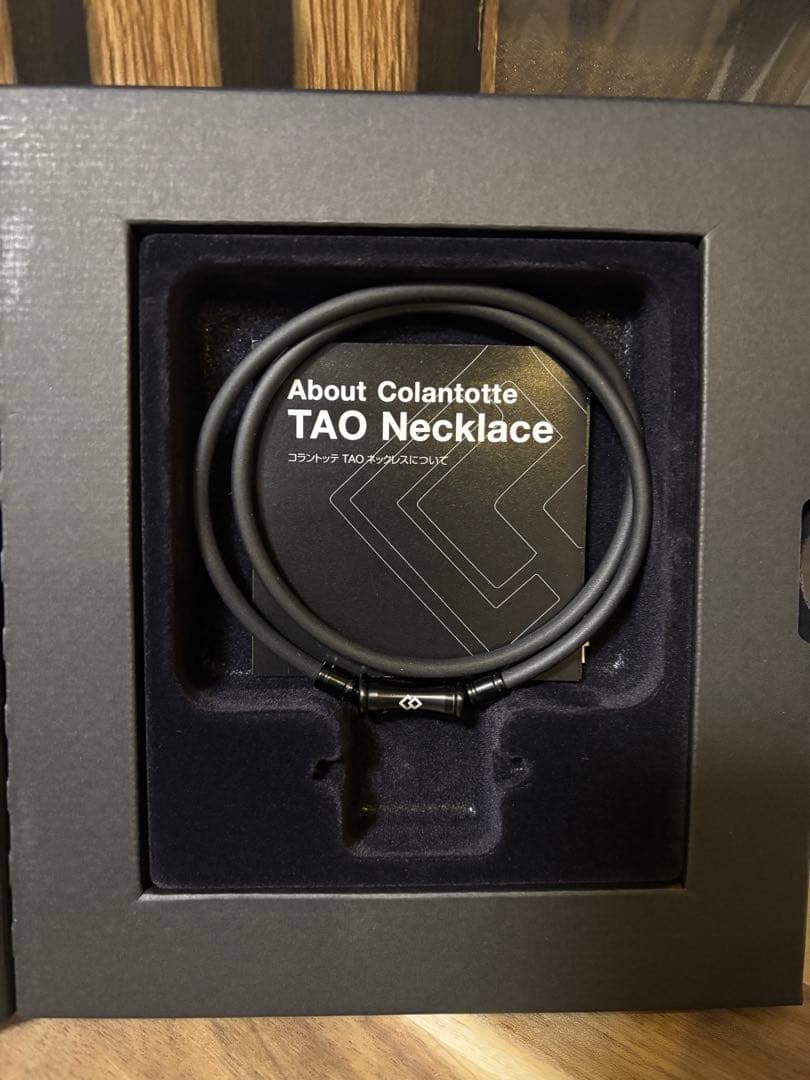 About Colantotte
TAO Necklace
コラントッテ TAO ネックレスについて